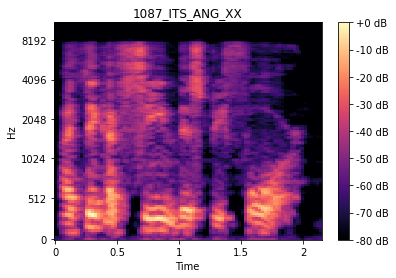 1087_ITS_ANG_XX
Hz
8192
4096
2048
1024
512
0
0
0.5
1
1.5
2
Time
+0 dB
-10 dB
-20 dB
-30 dB
-40 dB
-50 dB
-60 dB
-70 dB
-80 dB